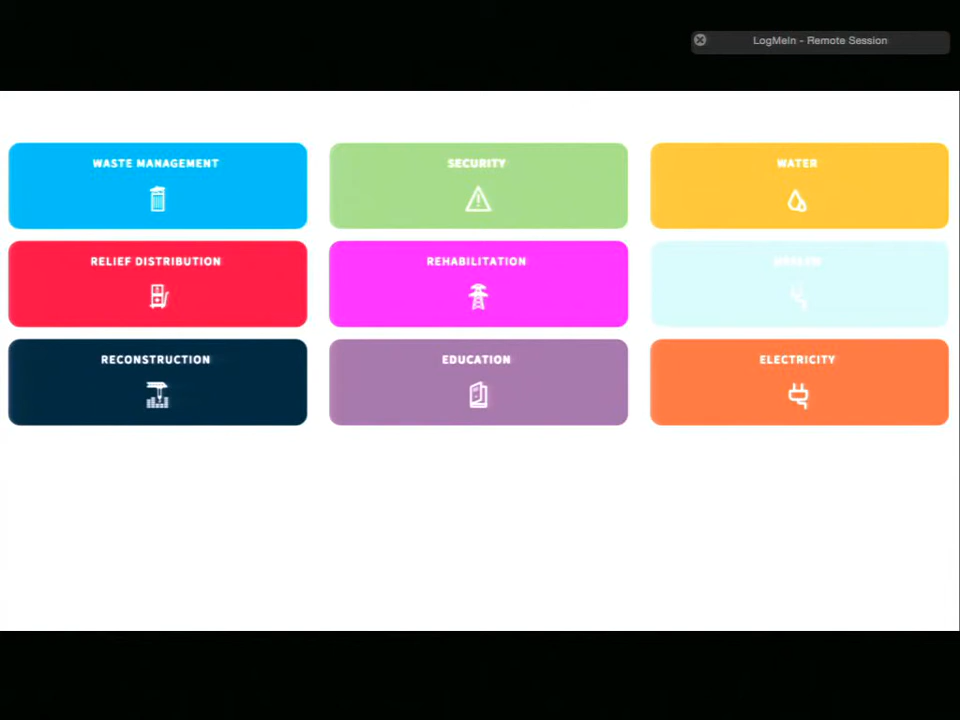 LogMeIn - Remote Session
WASTE MANAGEMENT
SECURITY
WATER
RELIEF DISTRIBUTION
REHABILITATION
RECONSTRUCTION
EDUCATION
ELECTRICITY